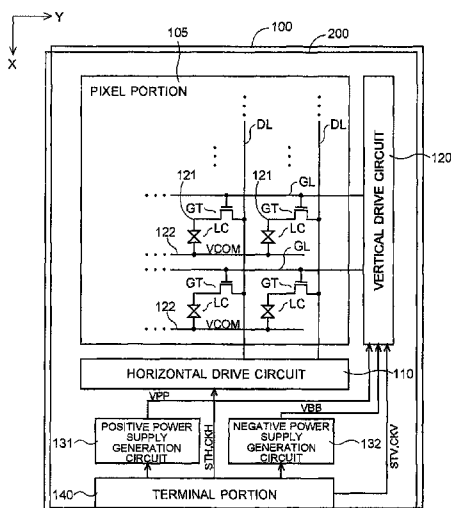 Y
100
200
X
105
PIXEL PORTION
DL
DL
121
121
GL
GT
GT
LC
LC
122
VCOM
GL
GT
GT
LC
LC
122
VCOM
VERTICAL DRIVE CIRCUIT
120
HORIZONTAL DRIVE CIRCUIT
110
VPP
VBB
STH,CKH
STV,CKV
131
POSITIVE POWER
SUPPLY
GENERATION
CIRCUIT
NEGATIVE POWER
SUPPLY
GENERATION
CIRCUIT
132
140
TERMINAL PORTION